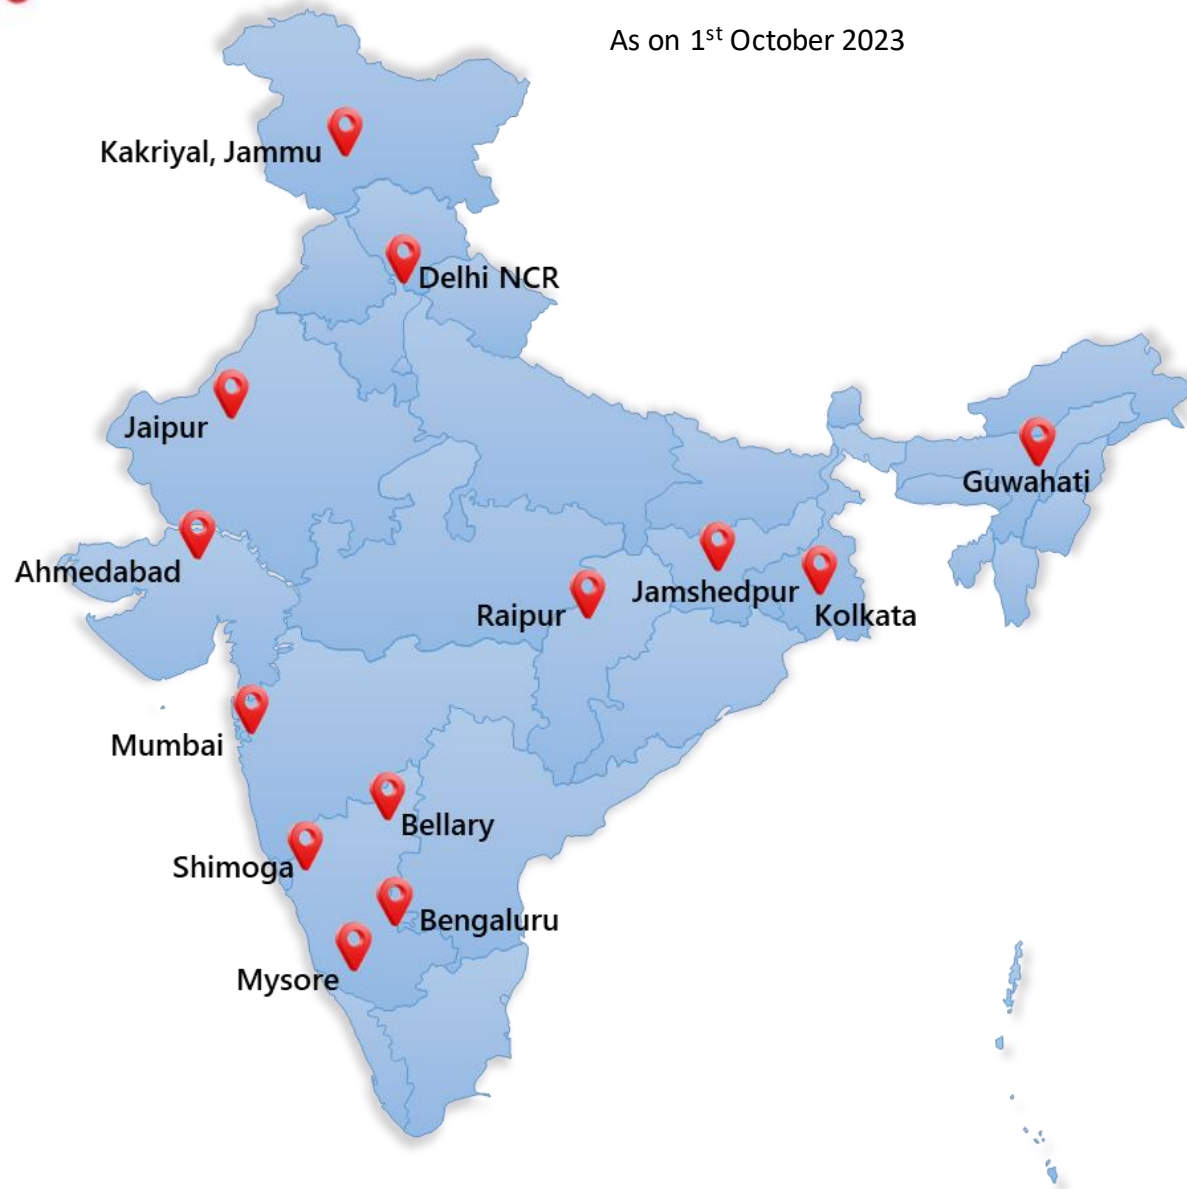 As on 1st October 2023
Kakriyal, Jammu
Delhi NCR
Jaipur
Guwahati
Ahmedabad
Jamshedpur
Raipur
Kolkata
Mumbai
Bellary
Shimoga
Bengaluru
Mysore